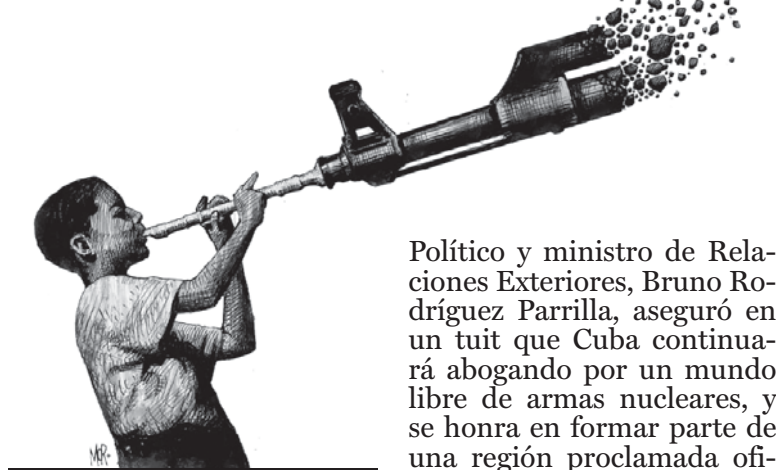 Político y ministro de Rela-
ciones Exteriores, Bruno Ro-
dríguez Parrilla, aseguró en
un tuit que Cuba continua-
rá abogando por un mundo
libre de armas nucleares, y
se honra en formar parte de
una región proclamada ofi-